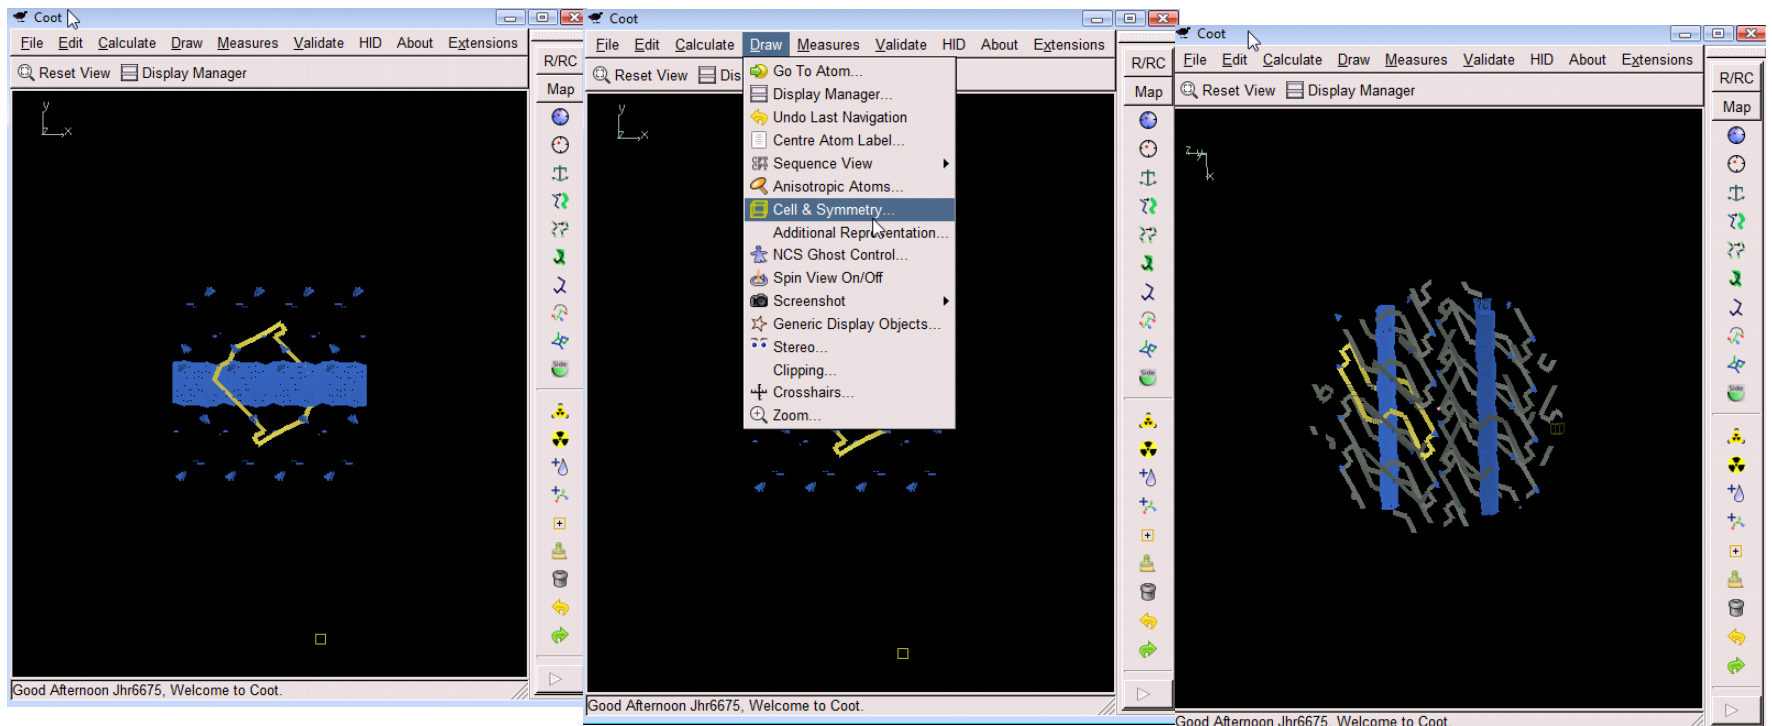 Coot
File Edit Calculate Draw Measures Validate HID About Extensions
Reset View Display Manager
R/RC
Map
y
z x
Side
Good Afternoon Jhr6675, Welcome to Coot.
Coot
File Edit Calculate Draw Measures Validate HID About Extensions
Reset View Dis
Go To Atom...
Display Manager...
Undo Last Navigation
Centre Atom Label...
Sequence View
Anisotropic Atoms...
Cell & Symmetry...
Additional Representation...
NCS Ghost Control...
Spin View On/Off
Screenshot
Generic Display Objects...
Stereo...
Clipping...
Crosshairs...
Zoom...
R/RC
Map
y
z x
Side
Good Afternoon Jhr6675, Welcome to Coot.
Coot
File Edit Calculate Draw Measures Validate HID About Extensions
Reset View Display Manager
R/RC
Map
z y
x
Side
Good Afternoon Jhr6675, Welcome to Coot.